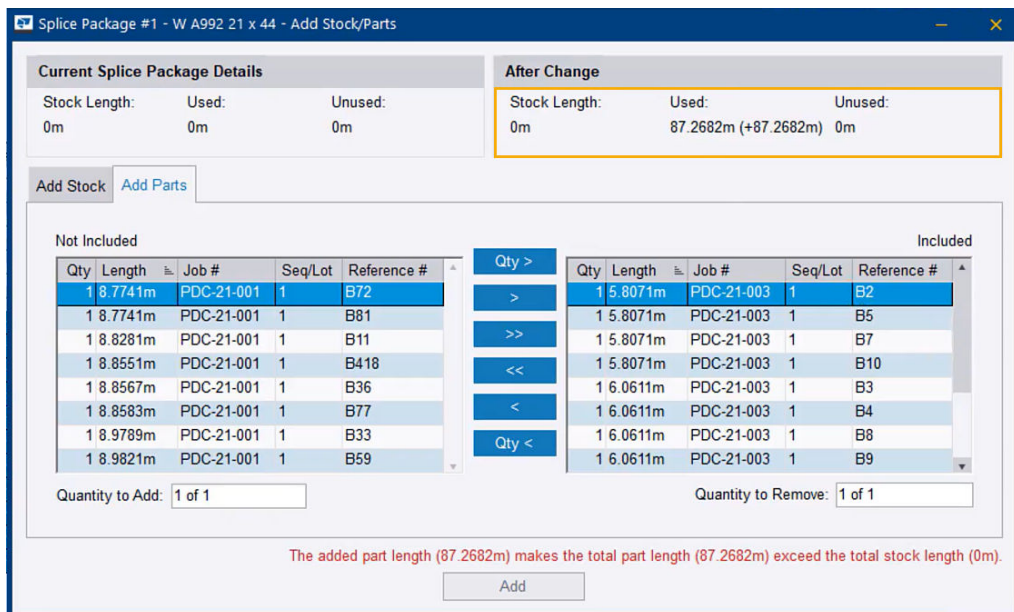 Splice Package #1 - W A992 21 x 44 - Add Stock/Parts
Current Splice Package Details
Stock Length: Used: Unused:
0m 0m 0m
After Change
Stock Length: Used: Unused:
0m 87.2682m (+87.2682m) 0m
Add Stock Add Parts
Not Included
Qty Length Job # Seq/Lot Reference #
1 8.7741m PDC-21-001 1 B72
1 8.7741m PDC-21-001 1 B81
1 8.8281m PDC-21-001 1 B11
1 8.8551m PDC-21-001 1 B418
1 8.8567m PDC-21-001 1 B36
1 8.8583m PDC-21-001 1 B77
1 8.9789m PDC-21-001 1 B33
1 8.9821m PDC-21-001 1 B59
Quantity to Add: 1 of 1
Qty >
>
>>
<<
<
Qty <
Included
Qty Length Job # Seq/Lot Reference #
1 5.8071m PDC-21-003 1 B2
1 5.8071m PDC-21-003 1 B5
1 5.8071m PDC-21-003 1 B7
1 5.8071m PDC-21-003 1 B10
1 6.0611m PDC-21-003 1 B3
1 6.0611m PDC-21-003 1 B4
1 6.0611m PDC-21-003 1 B8
1 6.0611m PDC-21-003 1 B9
Quantity to Remove: 1 of 1
The added part length (87.2682m) makes the total part length (87.2682m) exceed the total stock length (0m).
Add